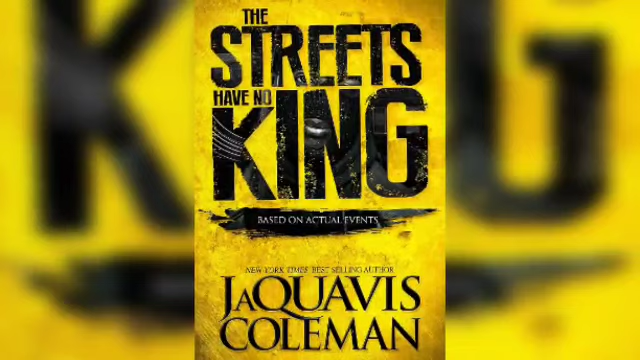 THE
STREETS
HAVE NO
KING
BASED ON ACTUAL EVENTS
NEW YORK TIMES BEST SELLING AUTHOR
JAQUAVIS
COLEMAN